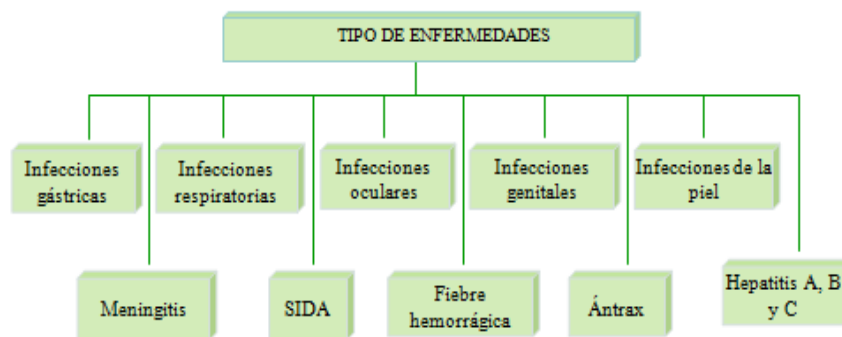 TIPO DE ENFERMEDADES
Infecciones
gástricas
Infecciones
respiratorias
Infecciones
oculares
Infecciones
genitales
Infecciones de la
piel
Meningitis
SIDA
Fiebre
hemorrágica
Ántrax
Hepatitis A, B
y C